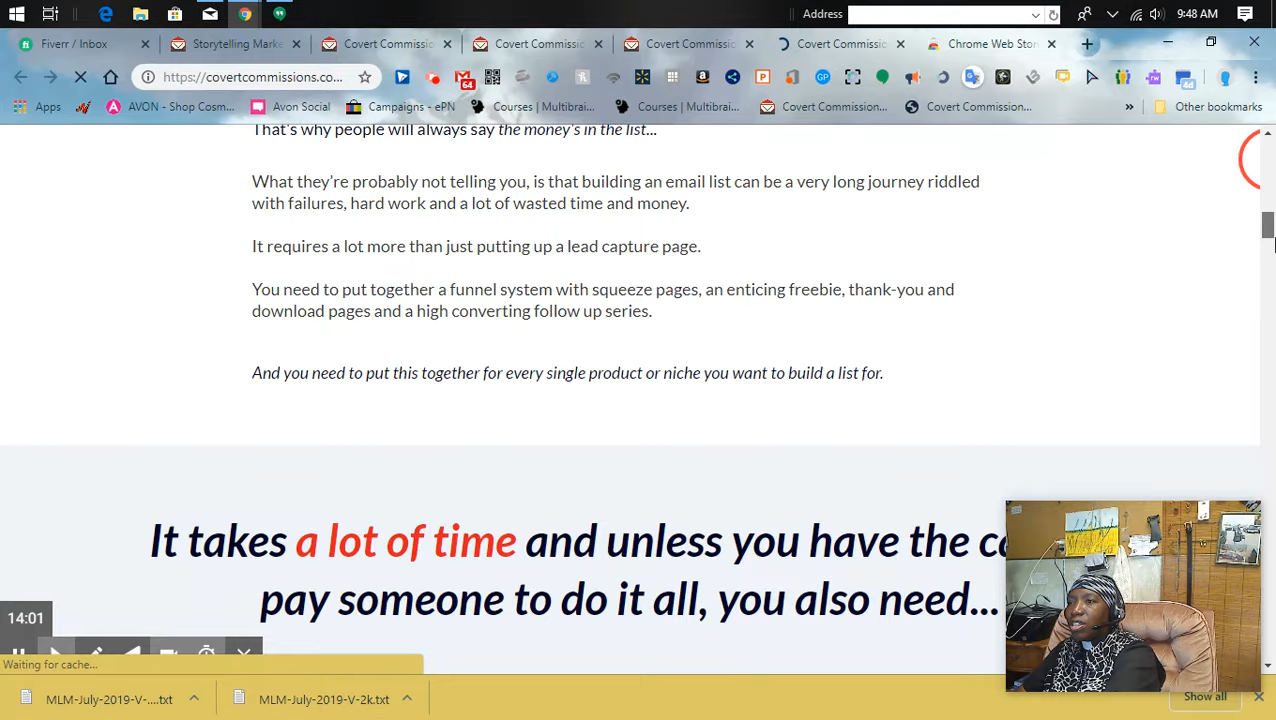 Address
9:48 AM
Fiverr / Inbox
Storytelling Marke
Covert Commissio
Covert Commissio
Covert Commissio
Covert Commissio
Chrome Web Stor
https://covertcommissions.co...
64
GP
rw
4d
Apps
AVON - Shop Cosm...
Avon Social
Campaigns - ePN
Courses | Multibrai...
Courses | Multibrai...
Covert Commission...
Covert Commission...
»
Other bookmarks
That's why people will always say the money's in the list...
What they're probably not telling you, is that building an email list can be a very long journey riddled
with failures, hard work and a lot of wasted time and money.
It requires a lot more than just putting up a lead capture page.
You need to put together a funnel system with squeeze pages, an enticing freebie, thank-you and
download pages and a high converting follow up series.
And you need to put this together for every single product or niche you want to build a list for.
It takes a lot of time and unless you have the
pay someone to do it all, you also need...
14:01
Waiting for cache...
MLM-July-2019-V-....txt
MLM-July-2019-V-2k.txt
Show all